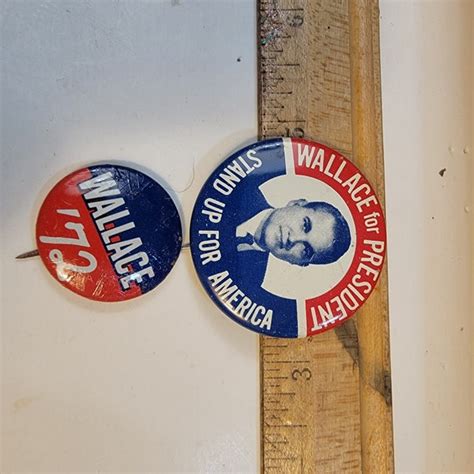 WALLACE
'72
WALLACE for PRESIDENT
STAND UP FOR AMERICA
3